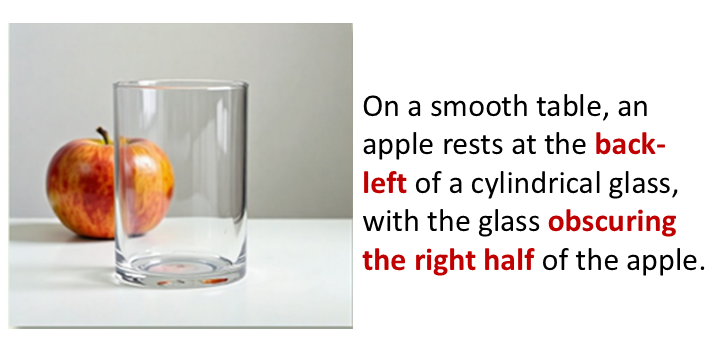 On a smooth table, an
apple rests at the back-
left of a cylindrical glass,
with the glass obscuring
the right half of the apple.